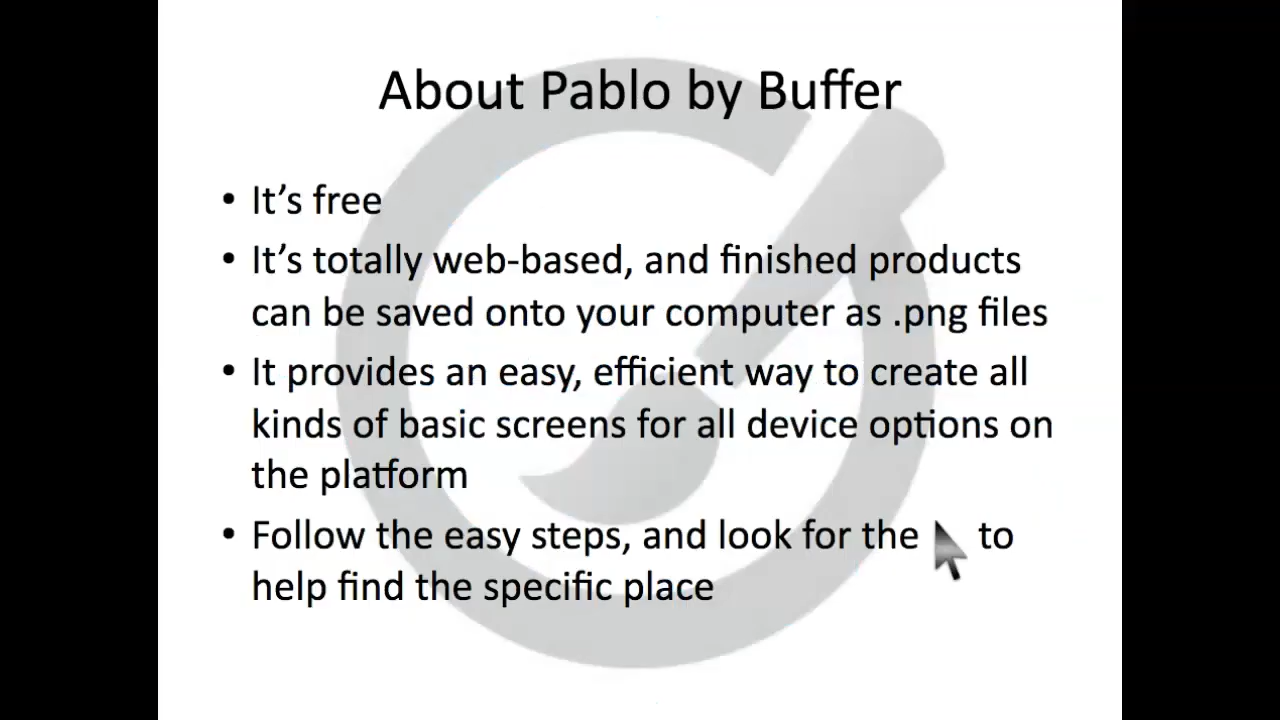 About Pablo by Buffer
• It’s free
• It’s totally web-based, and finished products
can be saved onto your computer as .png files
• It provides an easy, efficient way to create all
kinds of basic screens for all device options on
the platform
• Follow the easy steps, and look for the to
help find the specific place